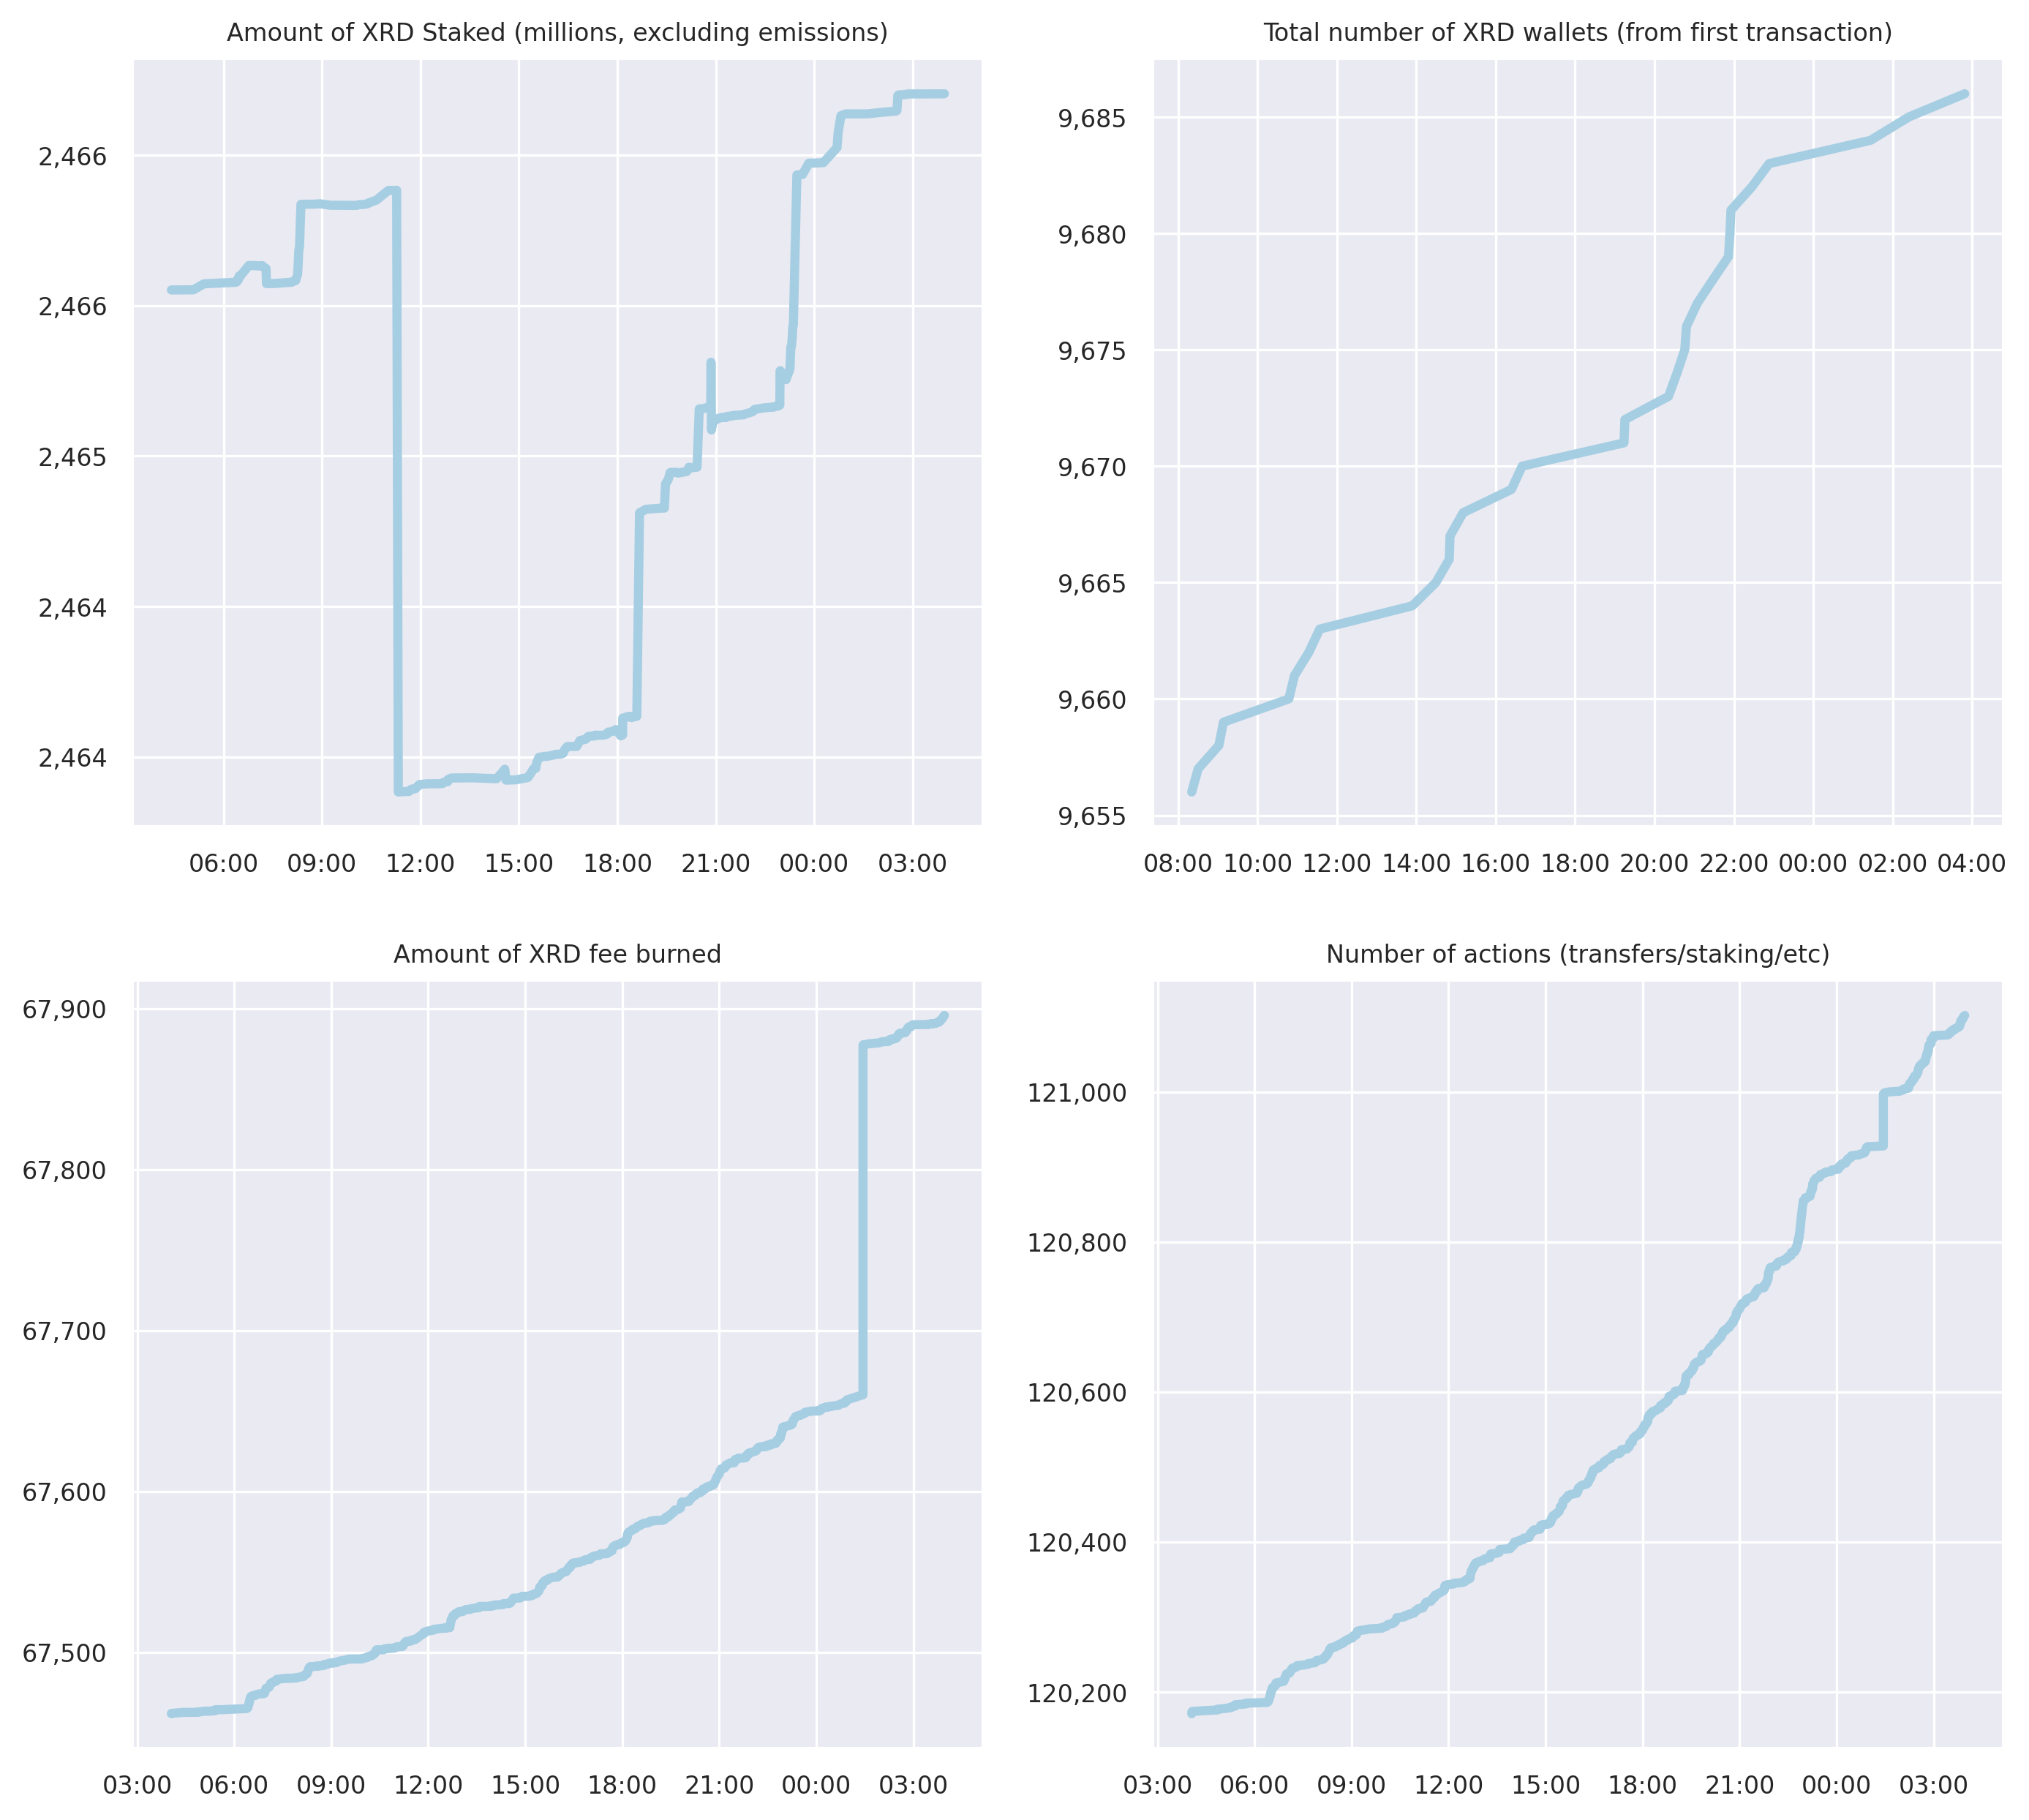 Amount of XRD Staked (millions, excluding emissions)
2,466
2,466
2,465
2,464
2,464
06:00 09:00 12:00 15:00 18:00 21:00 00:00 03:00
Total number of XRD wallets (from first transaction)
9,685
9,680
9,675
9,670
9,665
9,660
9,655
08:00 10:00 12:00 14:00 16:00 18:00 20:00 22:00 00:00 02:00 04:00
Amount of XRD fee burned
67,900
67,800
67,700
67,600
67,500
03:00 06:00 09:00 12:00 15:00 18:00 21:00 00:00 03:00
Number of actions (transfers/staking/etc)
121,000
120,800
120,600
120,400
120,200
03:00 06:00 09:00 12:00 15:00 18:00 21:00 00:00 03:00